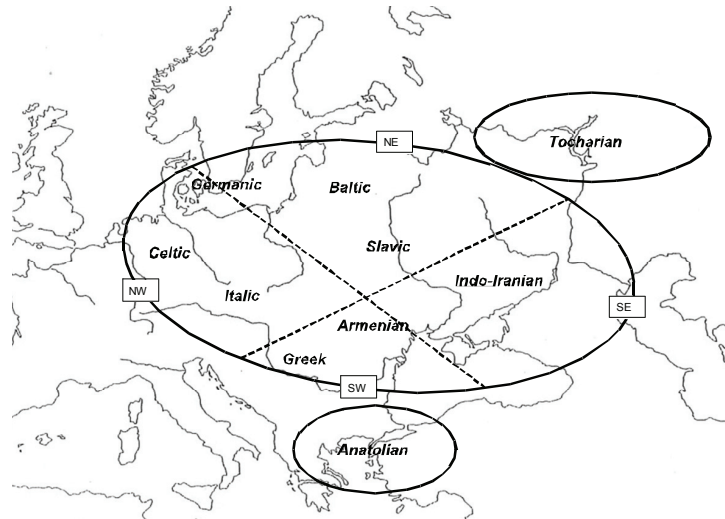 NE
Tocharian
Germanic
Baltic
Celtic
Slavic
Indo-Iranian
NW
Italic
SE
Armenian
Greek
SW
Anatolian